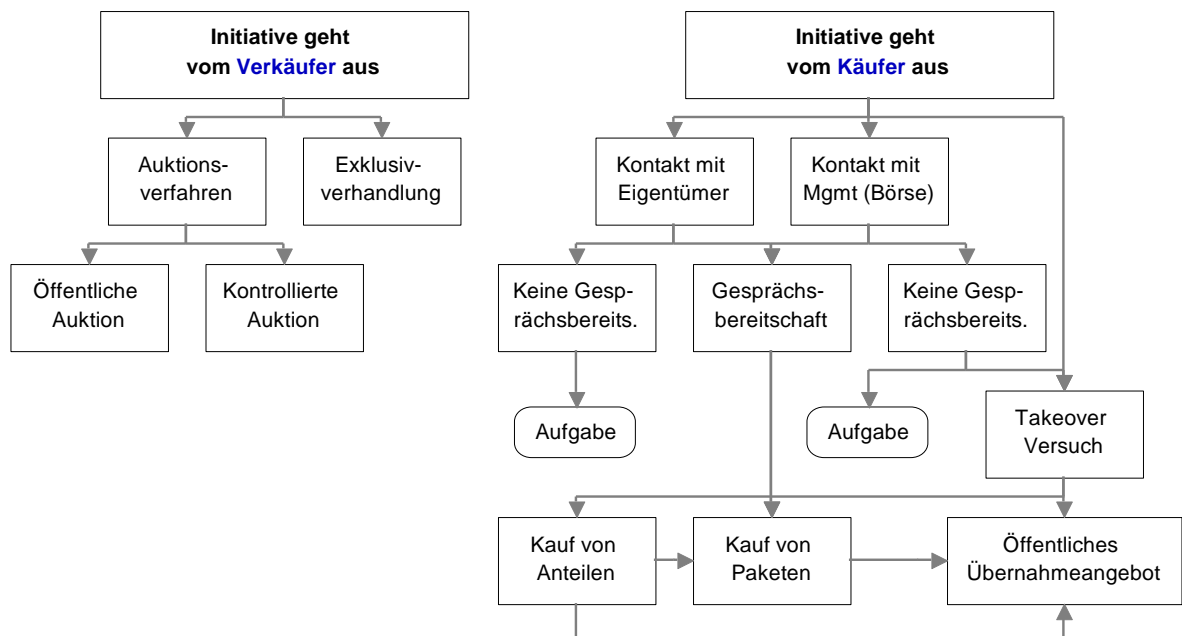 Initiative geht
vom Verkäufer aus
Initiative geht
vom Käufer aus
Auktions-
verfahren
Exklusiv-
verhandlung
Kontakt mit
Eigentümer
Kontakt mit
Mgmt (Börse)
Öffentliche
Auktion
Kontrollierte
Auktion
Keine Gesp-
rächsbereits.
Gesprächs-
bereitschaft
Keine Gesp-
rächsbereits.
Aufgabe
Aufgabe
Takeover
Versuch
Kauf von
Anteilen
Kauf von
Paketen
Öffentliches
Übernahmeangebot